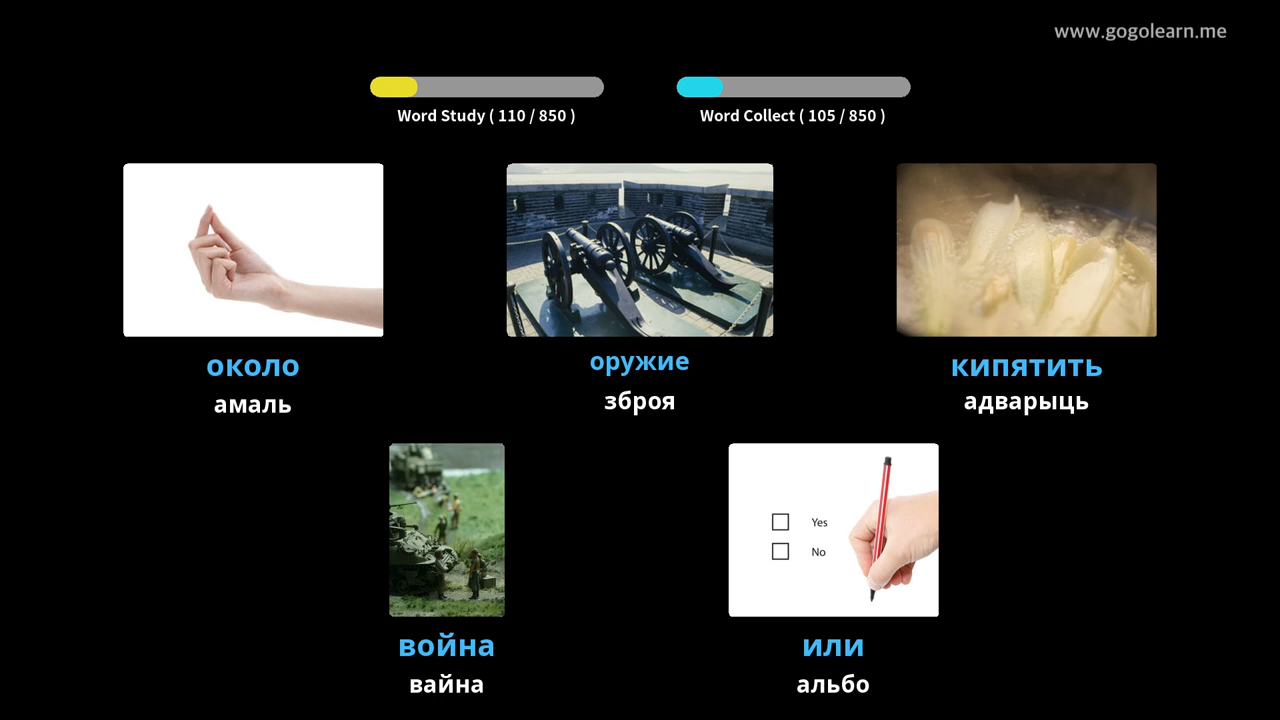 www.gogolearn.me
Word Study ( 110 / 850 )
Word Collect ( 105 / 850 )
около
амаль
оружие
зброя
кипятить
адварыць
Yes
No
война
вайна
или
альбо